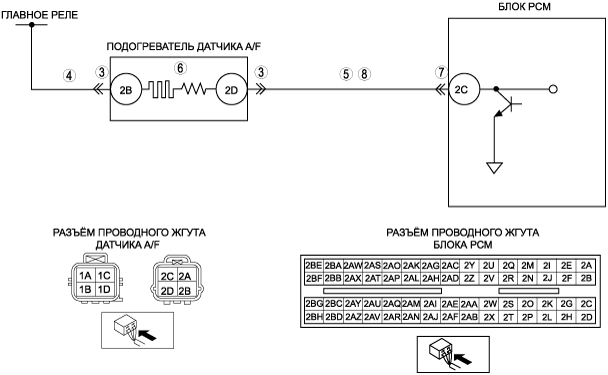 ГЛАВНОЕ РЕЛЕ
БЛОК PCM
ПОДОГРЕВАТЕЛЬ ДАТЧИКА A/F
4 3 6 3 5 8 7
2B 2D 2C
РАЗЪЁМ ПРОВОДНОГО ЖГУТА
ДАТЧИКА A/F
1A 1C
1B 1D
2C 2A
2D 2B
РАЗЪЁМ ПРОВОДНОГО ЖГУТА
БЛОКА PCM
2BE 2BA 2AW 2AS 2AO 2AK 2AG 2AC 2Y 2U 2Q 2M 2I 2E 2A
2BF 2BB 2AX 2AT 2AP 2AL 2AH 2AD 2Z 2V 2R 2N 2J 2F 2B
2BG 2BC 2AY 2AU 2AQ 2AM 2AI 2AE 2AA 2W 2S 2O 2K 2G 2C
2BH 2BD 2AZ 2AV 2AR 2AN 2AJ 2AF 2AB 2X 2T 2P 2L 2H 2D